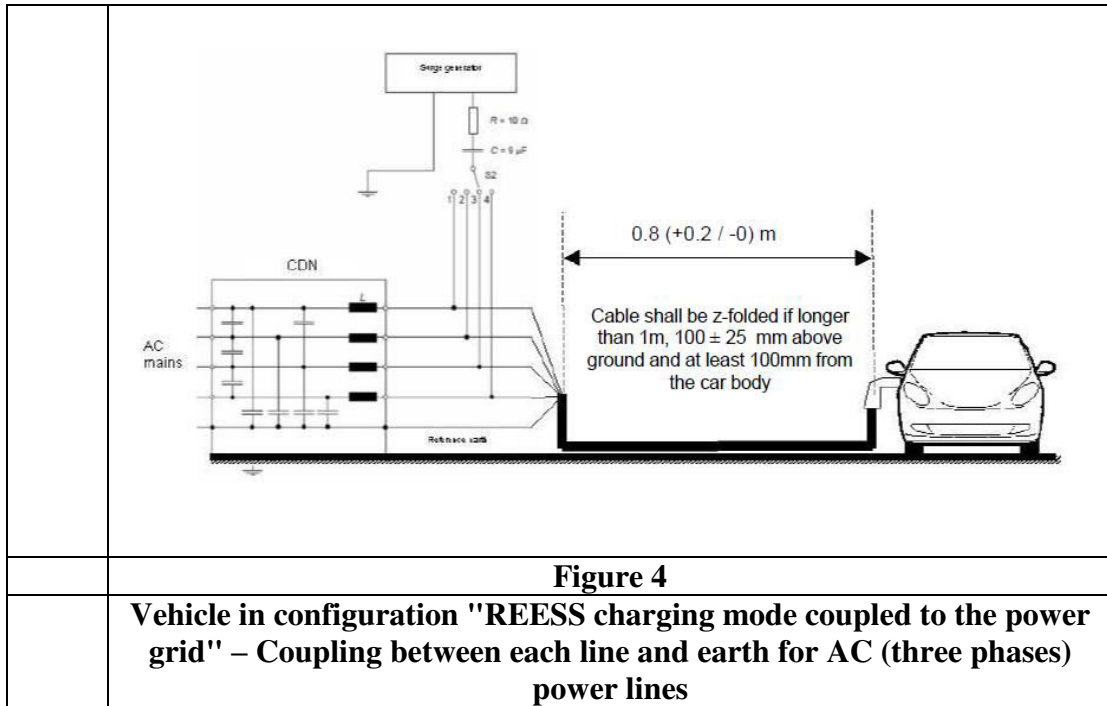 Surge generator
R = 10 Ω
C = 9 µF
S2
1 2 3 4
0.8 (+0.2 / -0) m
CDN
L
Cable shall be z-folded if longer
than 1m, 100 ± 25 mm above
ground and at least 100mm from
the car body
AC
mains
Reference earth
Figure 4
Vehicle in configuration "REESS charging mode coupled to the power
grid" – Coupling between each line and earth for AC (three phases)
power lines